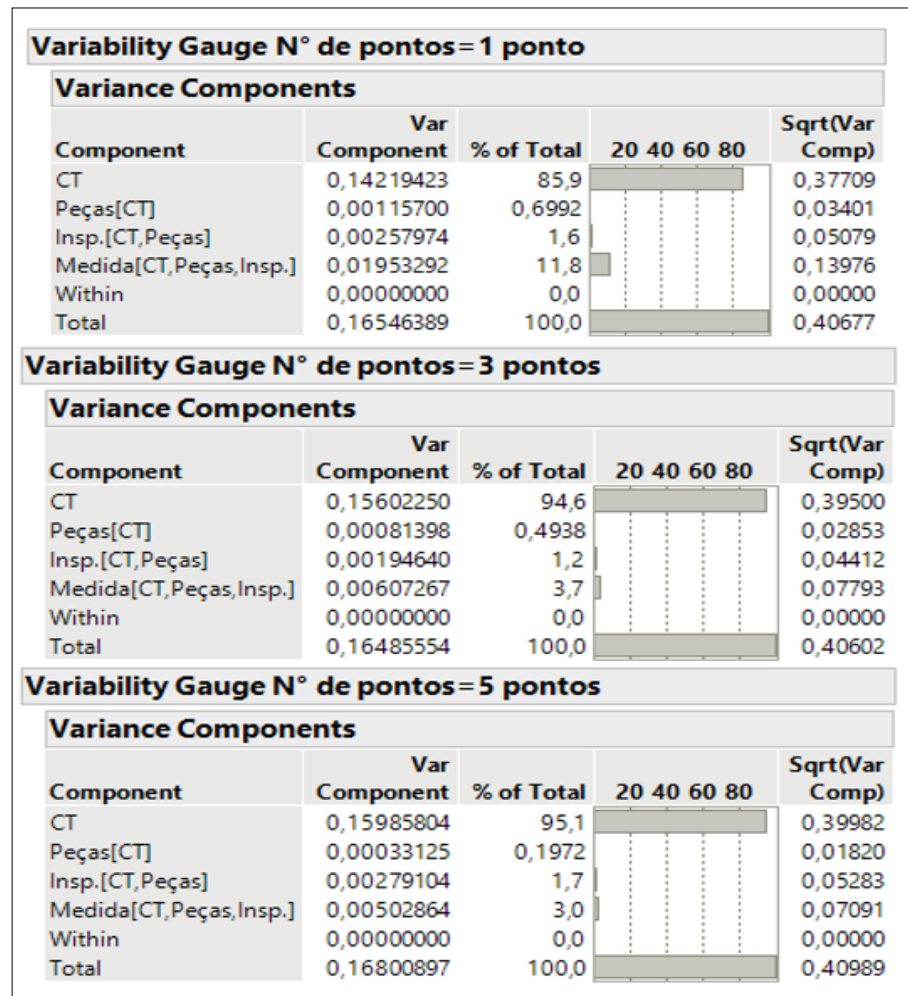 Variability Gauge N° de pontos=1 ponto
Variance Components
Component Var Component % of Total 20 40 60 80 Sqrt(Var Comp)
CT 0,14219423 85,9 0,37709
Peças[CT] 0,00115700 0,6992 0,03401
Insp.[CT,Peças] 0,00257974 1,6 0,05079
Medida[CT,Peças,Insp.] 0,01953292 11,8 0,13976
Within 0,00000000 0,0 0,00000
Total 0,16546389 100,0 0,40677
Variability Gauge N° de pontos=3 pontos
Variance Components
Component Var Component % of Total 20 40 60 80 Sqrt(Var Comp)
CT 0,15602250 94,6 0,39500
Peças[CT] 0,00081398 0,4938 0,02853
Insp.[CT,Peças] 0,00194640 1,2 0,04412
Medida[CT,Peças,Insp.] 0,00607267 3,7 0,07793
Within 0,00000000 0,0 0,00000
Total 0,16485554 100,0 0,40602
Variability Gauge N° de pontos=5 pontos
Variance Components
Component Var Component % of Total 20 40 60 80 Sqrt(Var Comp)
CT 0,15985804 95,1 0,39982
Peças[CT] 0,00033125 0,1972 0,01820
Insp.[CT,Peças] 0,00279104 1,7 0,05283
Medida[CT,Peças,Insp.] 0,00502864 3,0 0,07091
Within 0,00000000 0,0 0,00000
Total 0,16800897 100,0 0,40989